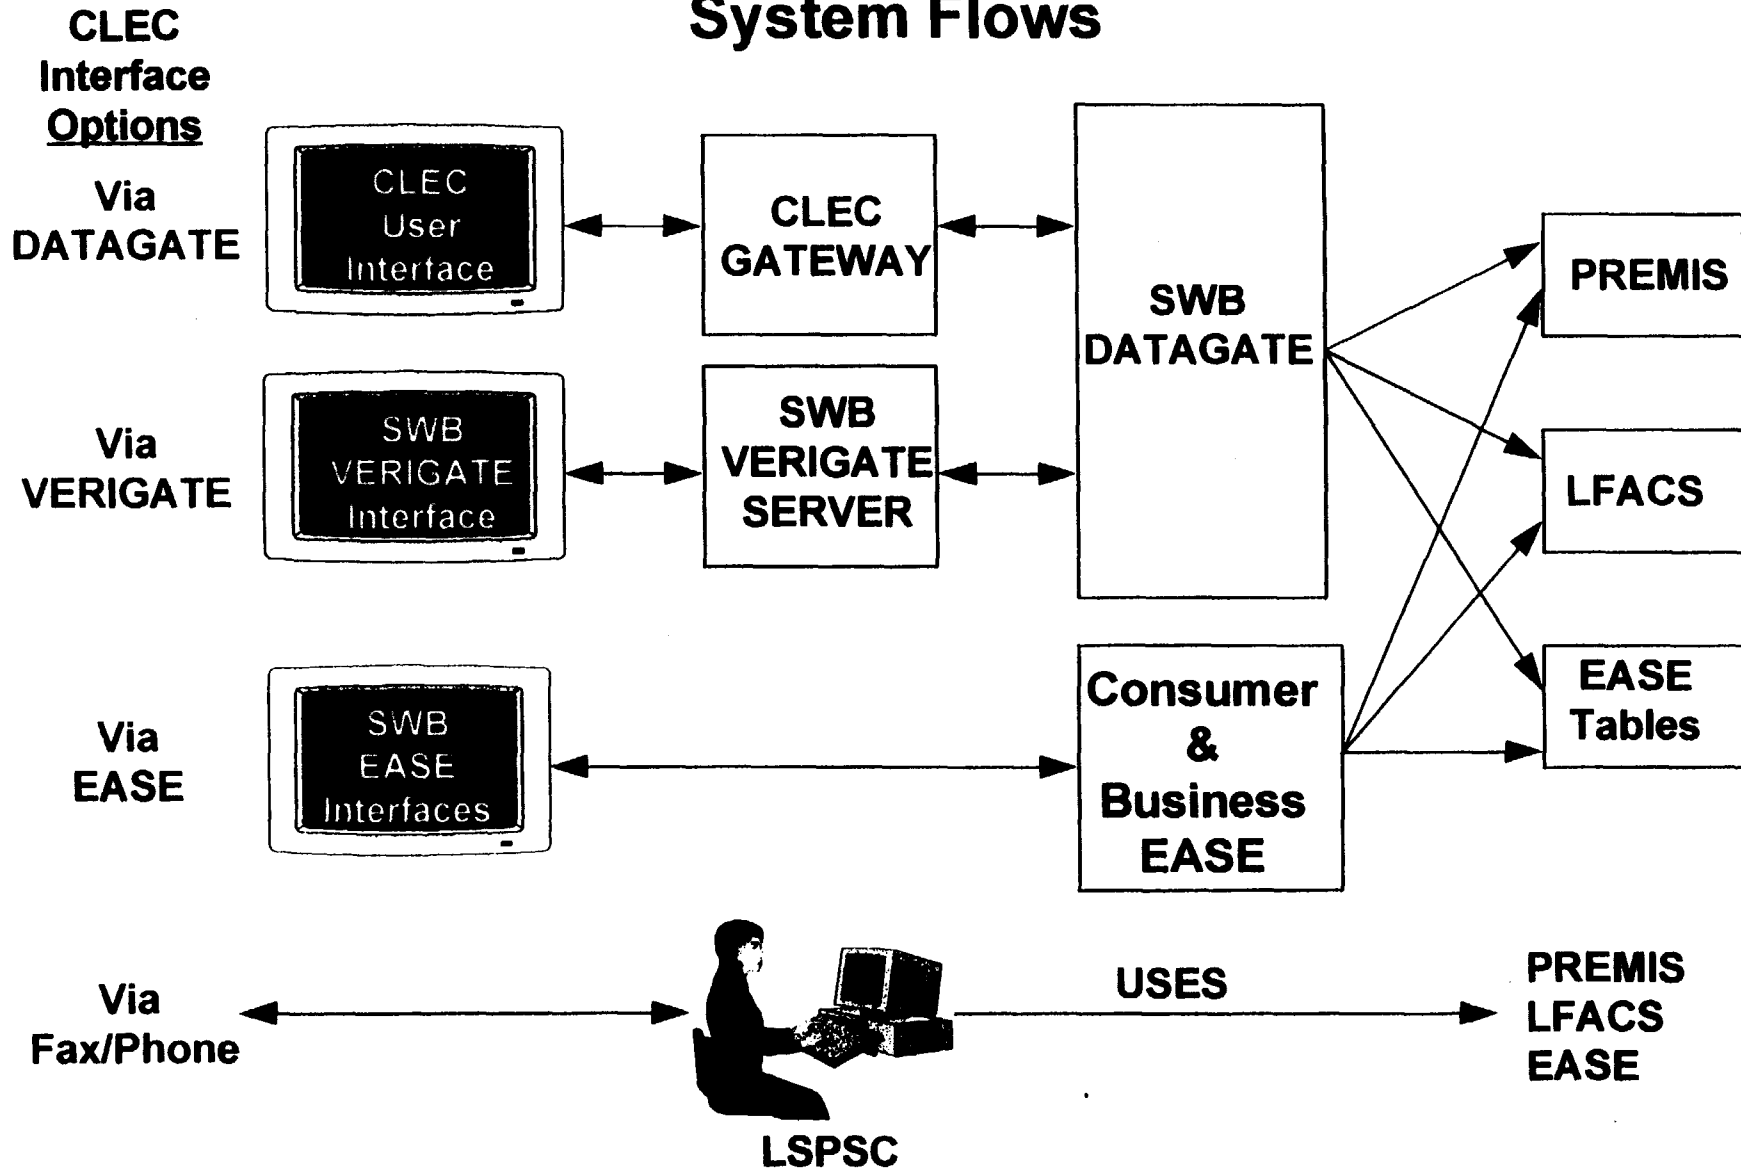 System Flows
CLEC
Interface
Options
Via
DATAGATE
CLEC
User
Interface
CLEC
GATEWAY
SWB
DATAGATE
PREMIS
Via
VERIGATE
SWB
VERIGATE
Interface
SWB
VERIGATE
SERVER
LFACS
Via
EASE
SWB
EASE
Interfaces
Consumer
&
Business
EASE
EASE
Tables
Via
Fax/Phone
LSPSC
USES
PREMIS
LFACS
EASE